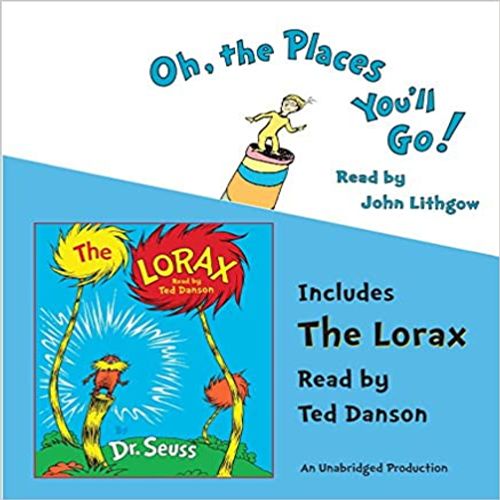 Oh, the Places
You'll
Go!
Read by
John Lithgow
The
LORAX
Read by
Ted Danson
BY
Dr. Seuss
Includes
The Lorax
Read by
Ted Danson
An Unabridged Production